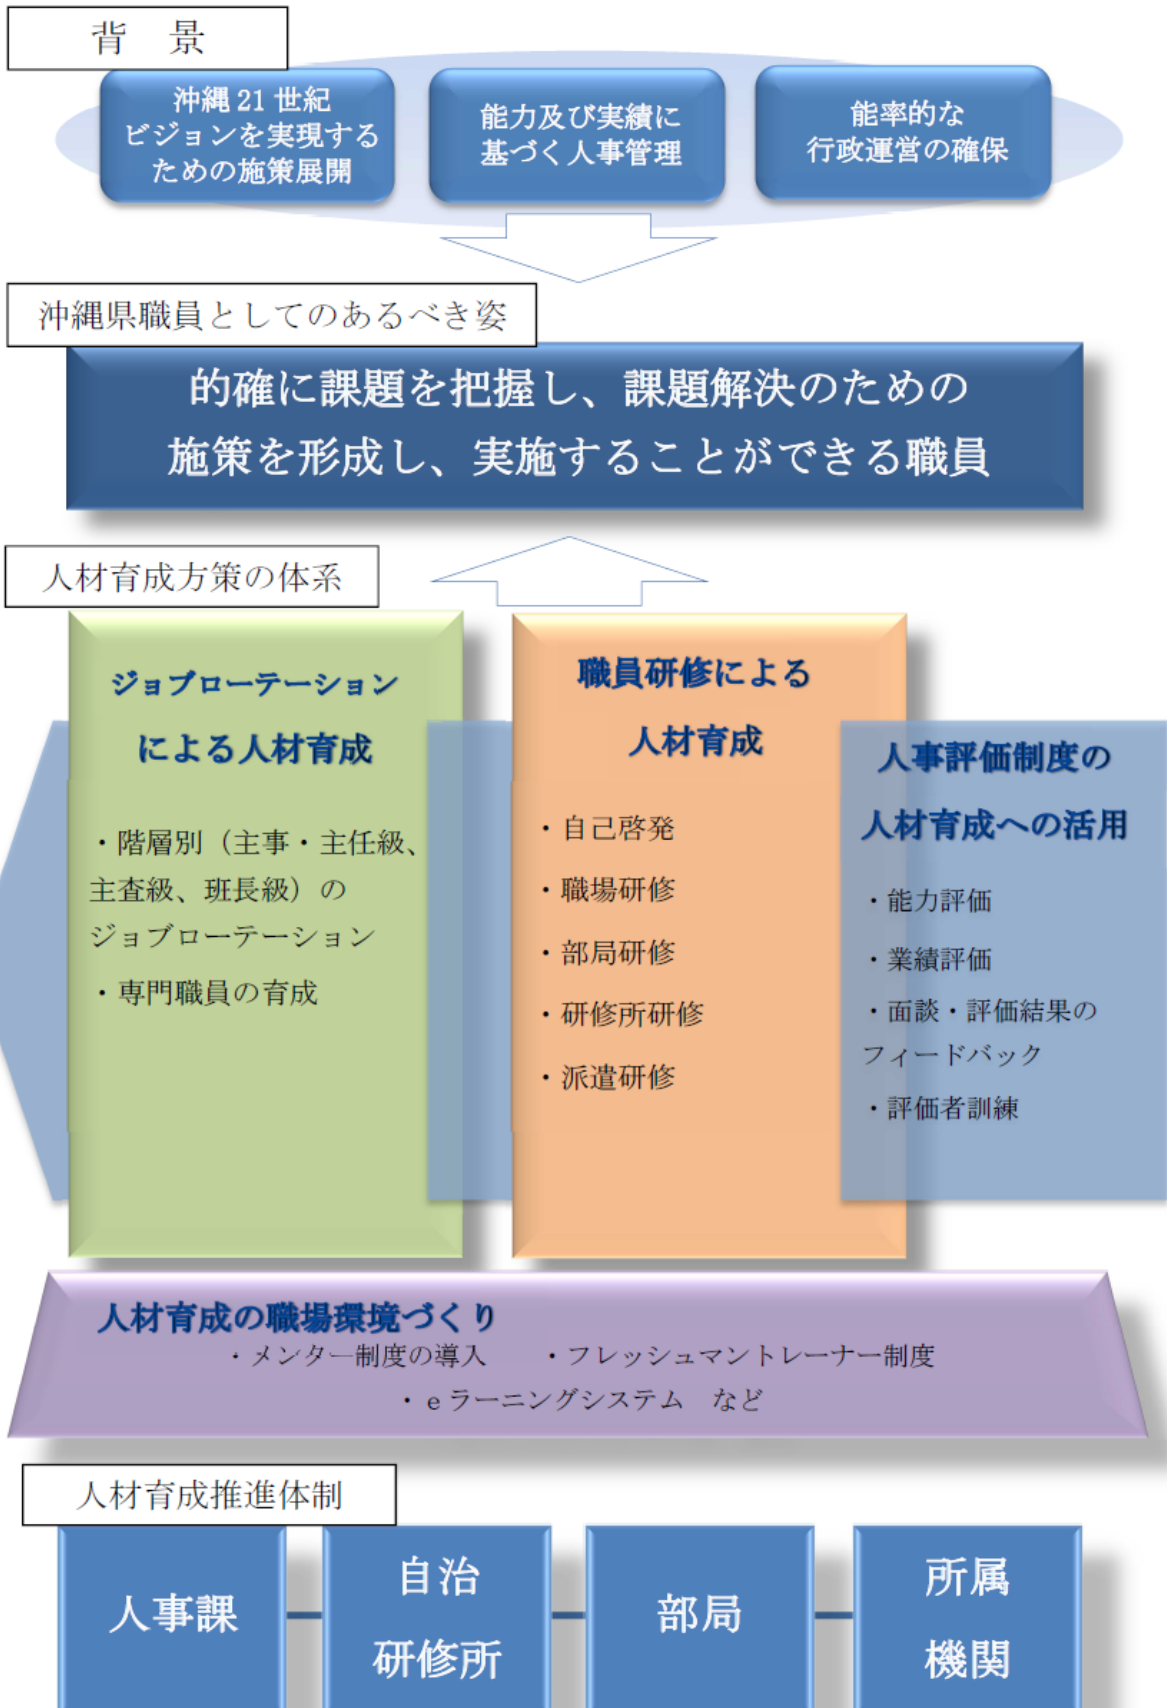 背　景
沖縄 21 世紀
ビジョンを実現する
ための施策展開
能力及び実績に
基づく人事管理
能率的な
行政運営の確保
沖縄県職員としてのあるべき姿
的確に課題を把握し、課題解決のための
施策を形成し、実施することができる職員
人材育成方策の体系
ジョブローテーション
による人材育成
・階層別（主事・主任級、
主査級、班長級）の
ジョブローテーション
・専門職員の育成
職員研修による
人材育成
・自己啓発
・職場研修
・部局研修
・研修所研修
・派遣研修
人事評価制度の
人材育成への活用
・能力評価
・業績評価
・面談・評価結果の
フィードバック
・評価者訓練
人材育成の職場環境づくり
・メンター制度の導入　　・フレッシュマントレーナー制度
・ｅラーニングシステム　など
人材育成推進体制
人事課
自治
研修所
部局
所属
機関